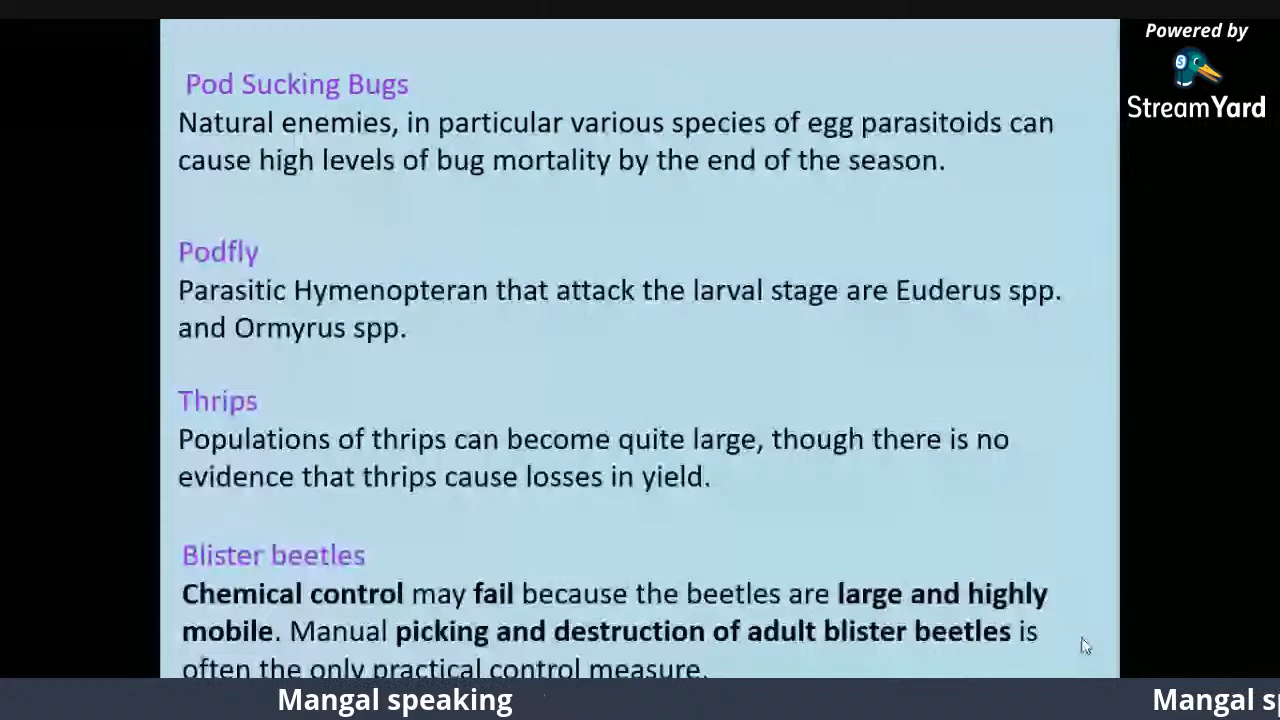 Powered by
StreamYard
Pod Sucking Bugs
Natural enemies, in particular various species of egg parasitoids can
cause high levels of bug mortality by the end of the season.
Podfly
Parasitic Hymenopteran that attack the larval stage are Euderus spp.
and Ormyrus spp.
Thrips
Populations of thrips can become quite large, though there is no
evidence that thrips cause losses in yield.
Blister beetles
Chemical control may fail because the beetles are large and highly
mobile. Manual picking and destruction of adult blister beetles is
often the only practical control measure.
Mangal speaking
Mangal sp